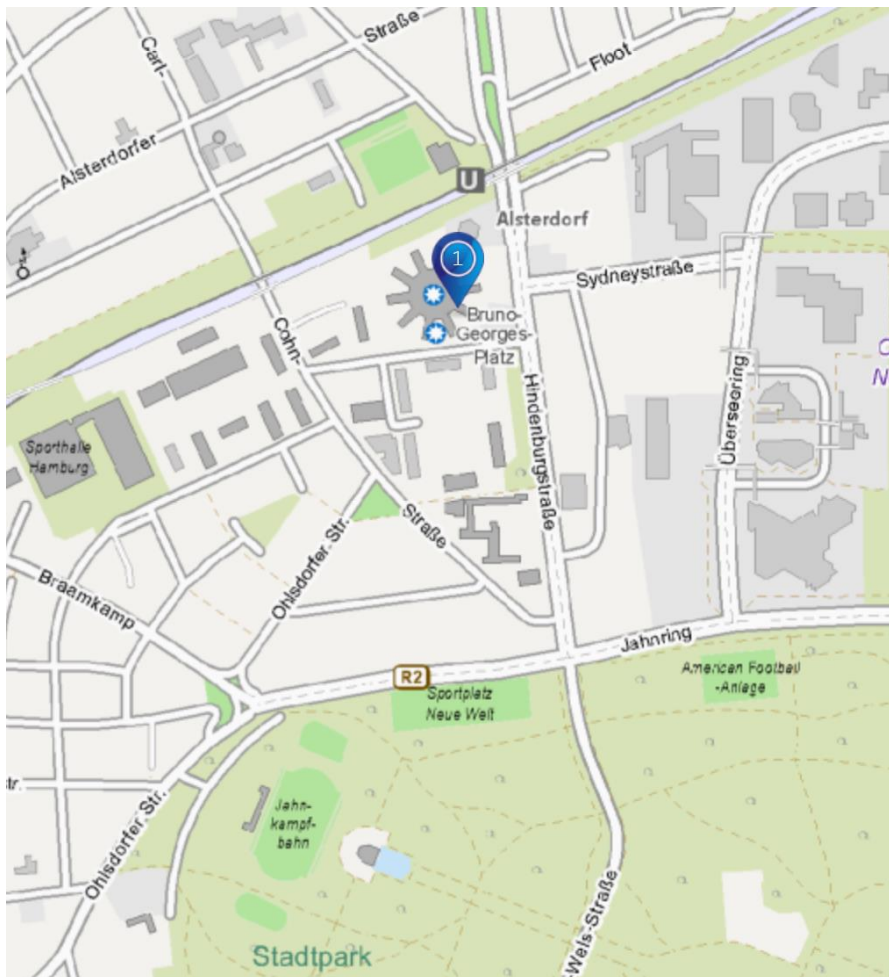 Carl-
Straße
Floot
Alsterdorfer
U
Alsterdorf
1
Sydneystraße
Bruno-
Georges-
Platz
Cohn-
Hindenburgstraße
Überseering
Sporthalle
Hamburg
Straße
Ohlsdorfer Str.
Braamkamp
Jahnring
R2
American Football
-Anlage
Sportplatz
Neue Welt
Jahn-
kampf-
bahn
Ohlsdorfer Str.
tr.
Stadtpark
-Wels-Straße